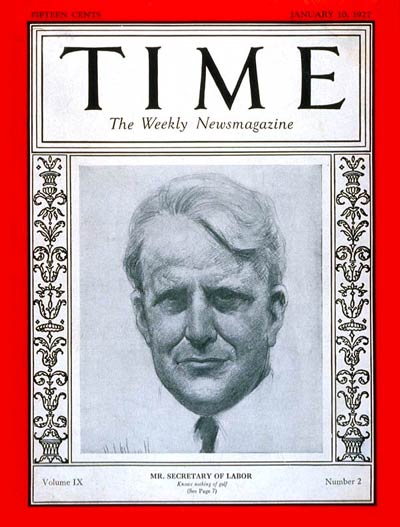 FIFTEEN CENTS JANUARY 10, 1927
TIME
The Weekly Newsmagazine
MR. SECRETARY OF LABOR
Knows nothing of golf
(See Page 7)
Volume IX Number 2